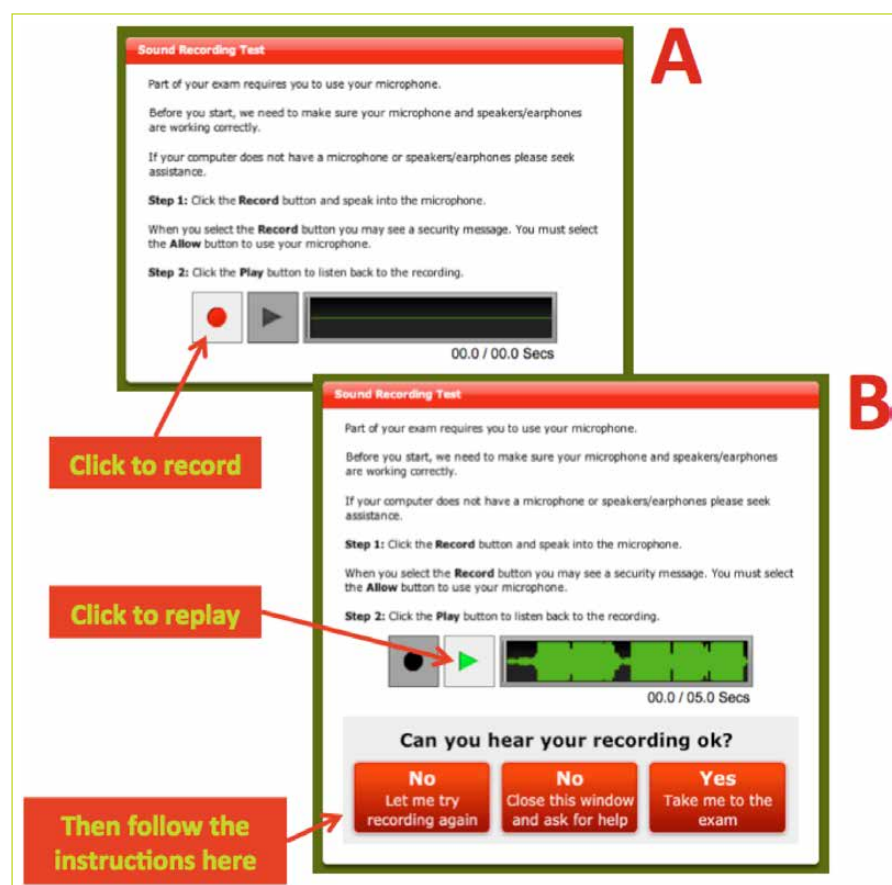 A
Sound Recording Test
Part of your exam requires you to use your microphone.
Before you start, we need to make sure your microphone and speakers/earphones
are working correctly.
If your computer does not have a microphone or speakers/earphones please seek
assistance.
Step 1: Click the Record button and speak into the microphone.
When you select the Record button you may see a security message. You must select
the Allow button to use your microphone.
Step 2: Click the Play button to listen back to the recording.
00.0 / 00.0 Secs
Click to record
B
Sound Recording Test
Part of your exam requires you to use your microphone.
Before you start, we need to make sure your microphone and speakers/earphones
are working correctly.
If your computer does not have a microphone or speakers/earphones please seek
assistance.
Step 1: Click the Record button and speak into the microphone.
When you select the Record button you may see a security message. You must select
the Allow button to use your microphone.
Step 2: Click the Play button to listen back to the recording.
Click to replay
00.0 / 05.0 Secs
Can you hear your recording ok?
No
Let me try
recording again
No
Close this window
and ask for help
Yes
Take me to the
exam
Then follow the
instructions here